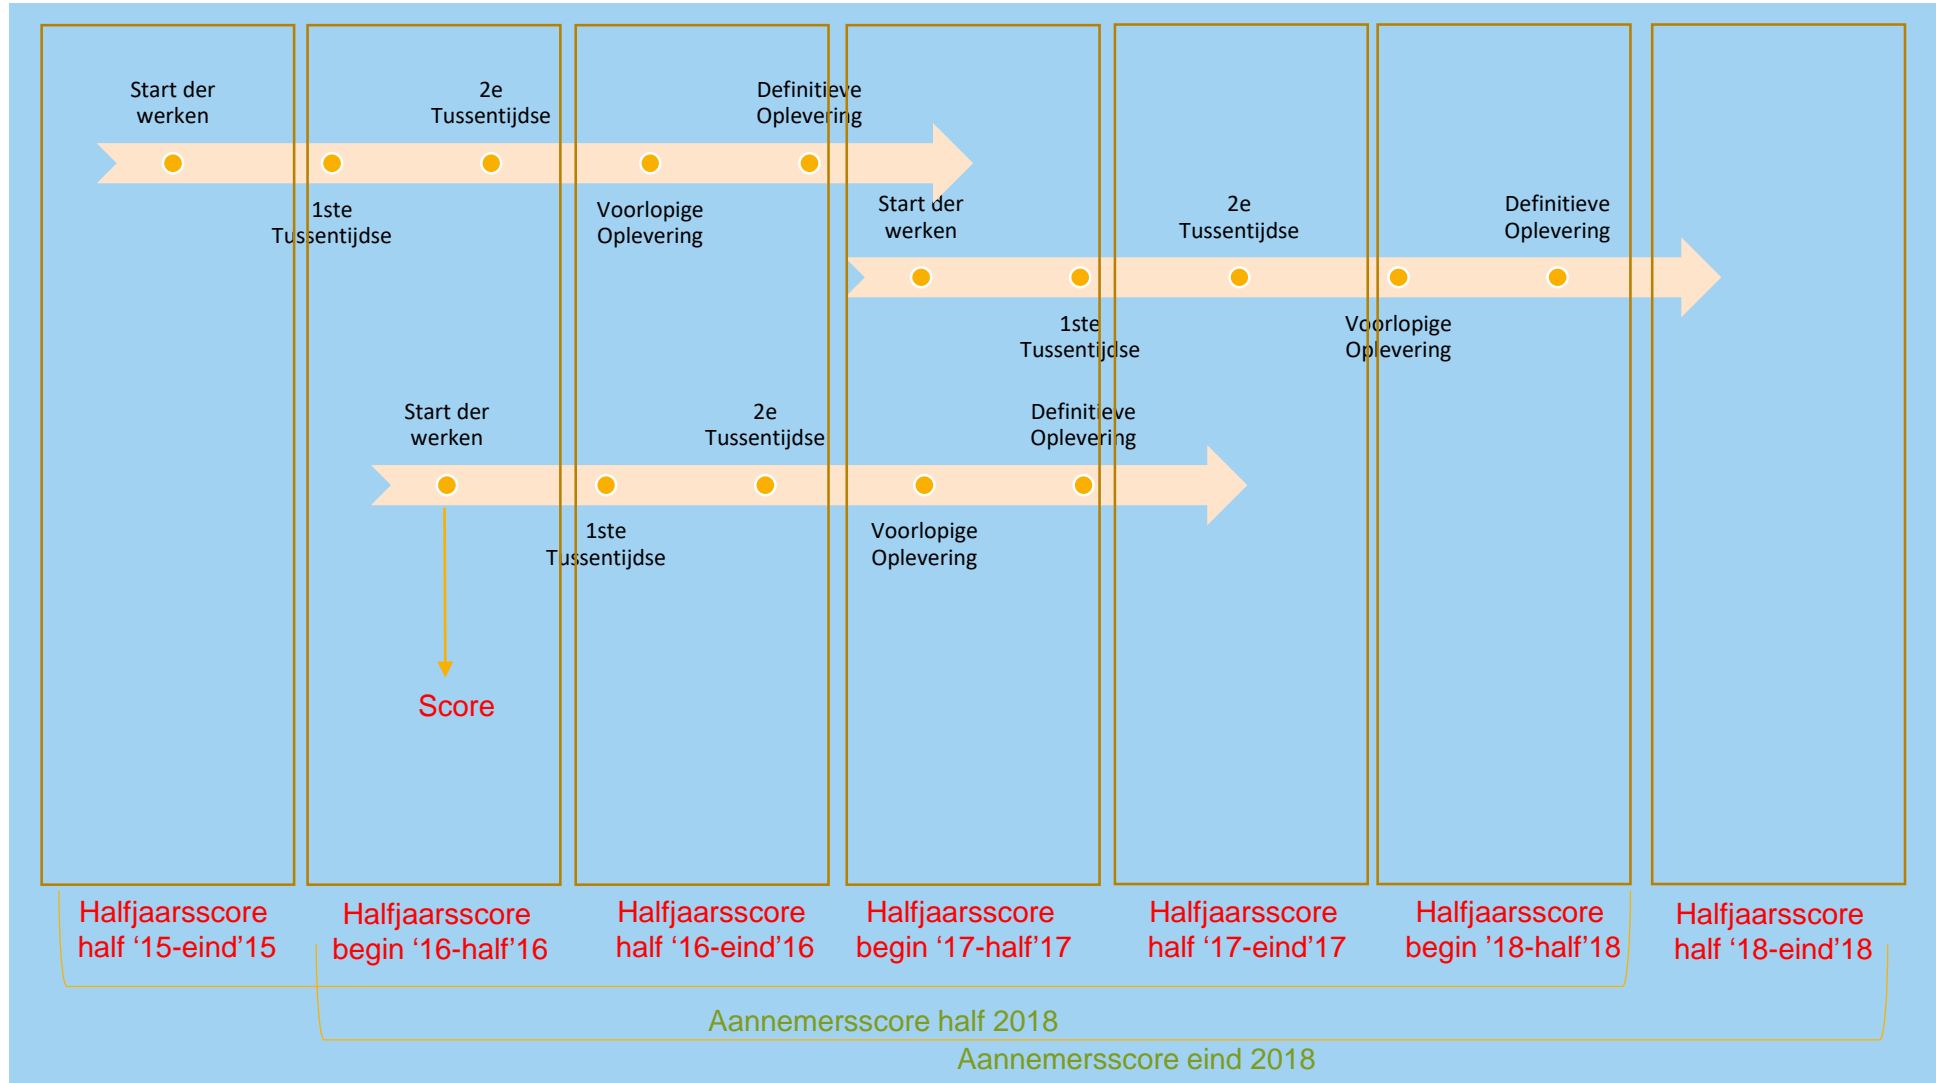 Start der
werken
2e
Tussentijdse
Definitieve
Oplevering
1ste
Tussentijdse
Voorlopige
Oplevering
Start der
werken
2e
Tussentijdse
Definitieve
Oplevering
1ste
Tussentijdse
Voorlopige
Oplevering
Start der
werken
2e
Tussentijdse
Definitieve
Oplevering
1ste
Tussentijdse
Voorlopige
Oplevering
Score
Halfjaarsscore
half ‘15-eind’15
Halfjaarsscore
begin ‘16-half’16
Halfjaarsscore
half ‘16-eind’16
Halfjaarsscore
begin ‘17-half’17
Halfjaarsscore
half ‘17-eind’17
Halfjaarsscore
begin ’18-half’18
Halfjaarsscore
half ‘18-eind’18
Aannemersscore half 2018
Aannemersscore eind 2018